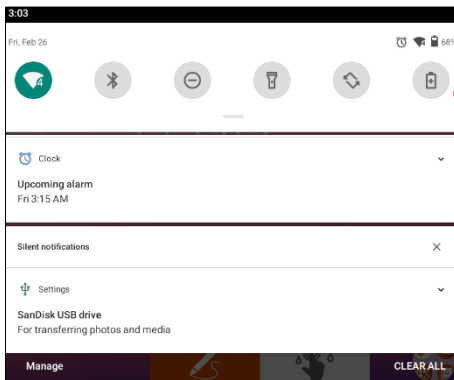 3:03
Fri, Feb 26
68%
4
Clock
Upcoming alarm
Fri 3:15 AM
Silent notifications
Settings
SanDisk USB drive
For transferring photos and media
Manage
CLEAR ALL